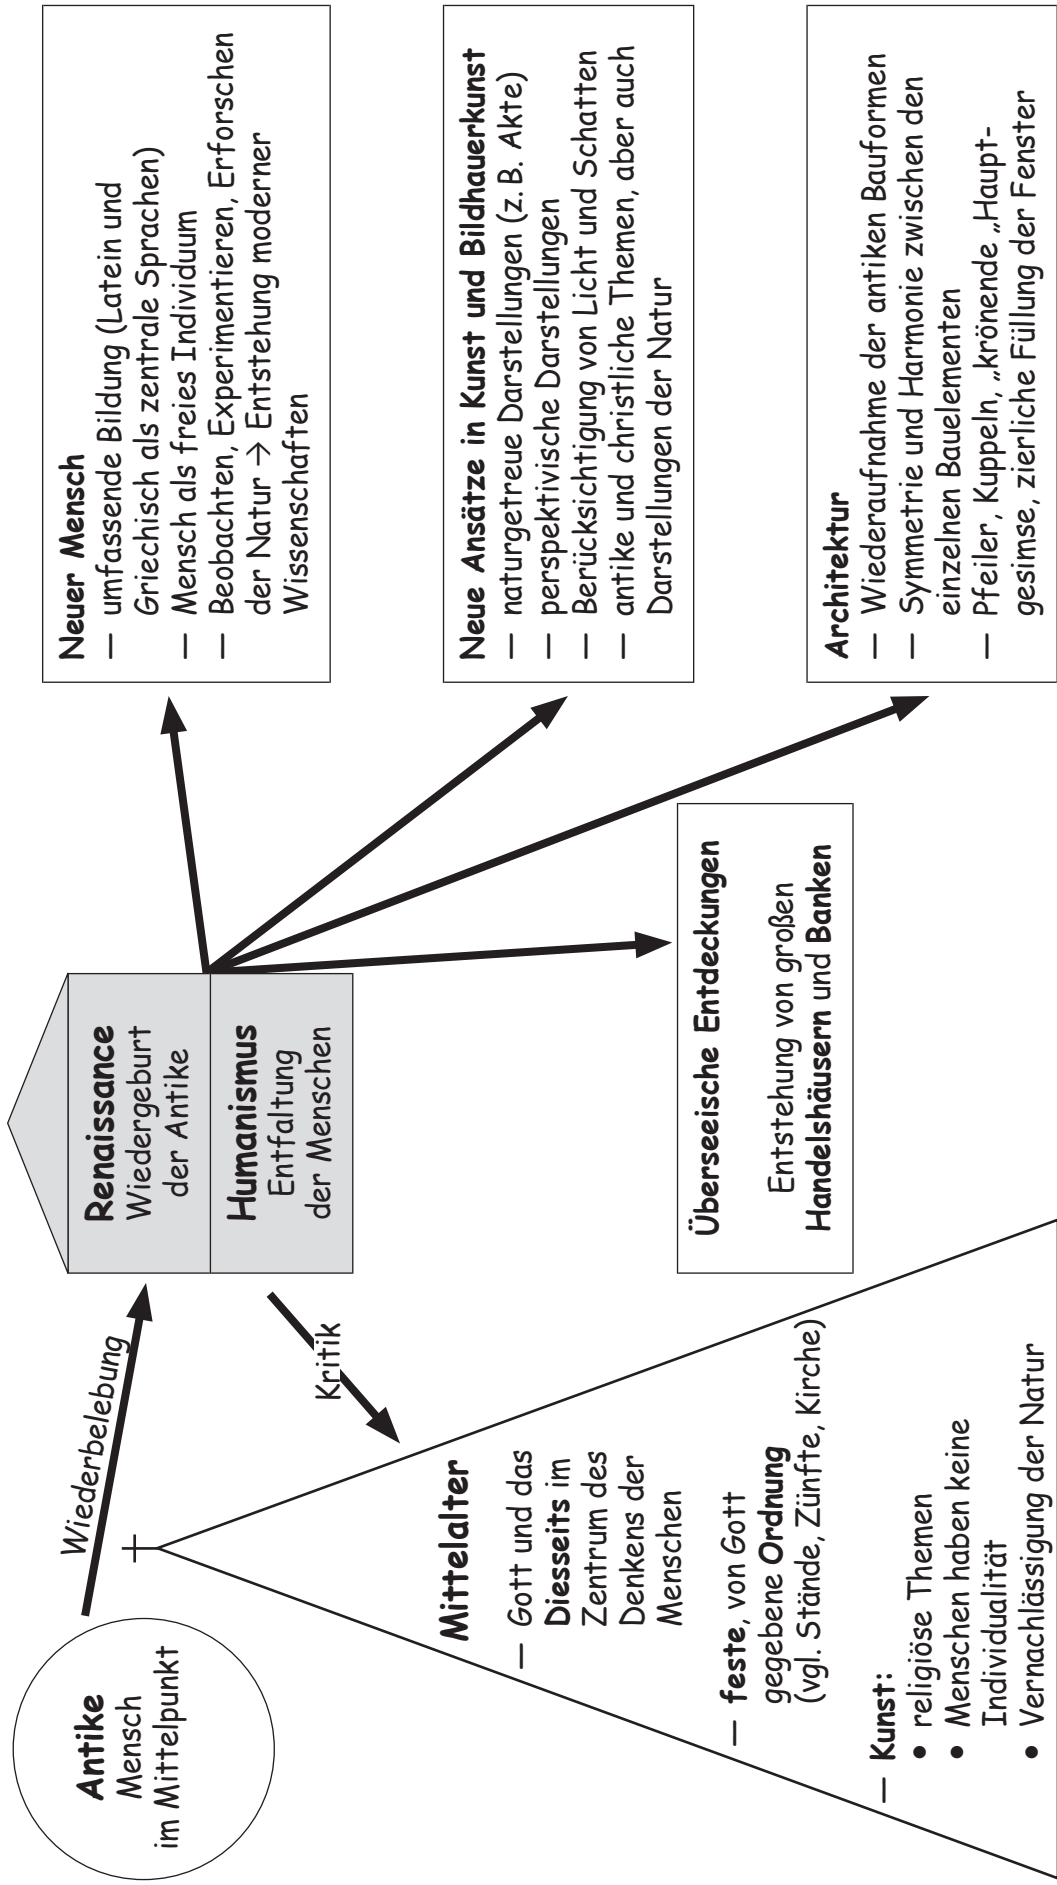 Antike
Mensch
im Mittelpunkt
Wiederbelebung
Renaissance
Wiedergeburt
der Antike
Humanismus
Entfaltung
der Menschen
Kritik
Mittelalter
– Gott und das
Diesseits im
Zentrum des
Denkens der
Menschen
– feste, von Gott
gegebene Ordnung
(vgl. Stände, Zünfte, Kirche)
– Kunst:
• religiöse Themen
• Menschen haben keine
Individualität
• Vernachlässigung der Natur
Überseeische Entdeckungen
Entstehung von großen
Handelshäusern und Banken
Neuer Mensch
– umfassende Bildung (Latein und
Griechisch als zentrale Sprachen)
– Mensch als freies Individuum
– Beobachten, Experimentieren, Erforschen
der Natur → Entstehung moderner
Wissenschaften
Neue Ansätze in Kunst und Bildhauerkunst
– naturgetreue Darstellungen (z. B. Akte)
– perspektivische Darstellungen
– Berücksichtigung von Licht und Schatten
– antike und christliche Themen, aber auch
Darstellungen der Natur
Architektur
– Wiederaufnahme der antiken Bauformen
– Symmetrie und Harmonie zwischen den
einzelnen Bauelementen
– Pfeiler, Kuppeln, „krönende „Haupt-
gesimse, zierliche Füllung der Fenster